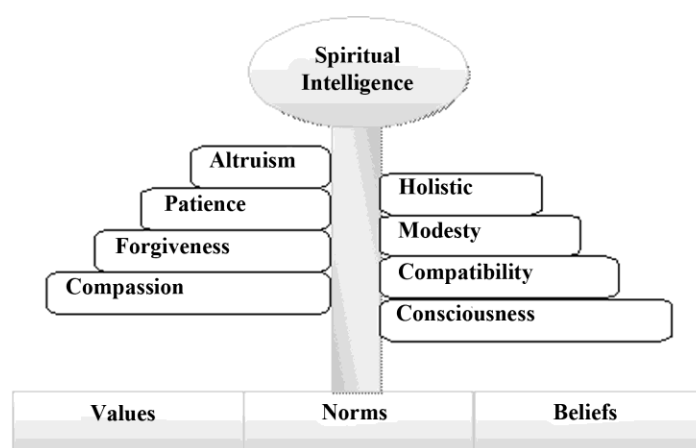 Spiritual
Intelligence
Altruism
Patience
Forgiveness
Compassion
Holistic
Modesty
Compatibility
Consciousness
Values Norms Beliefs